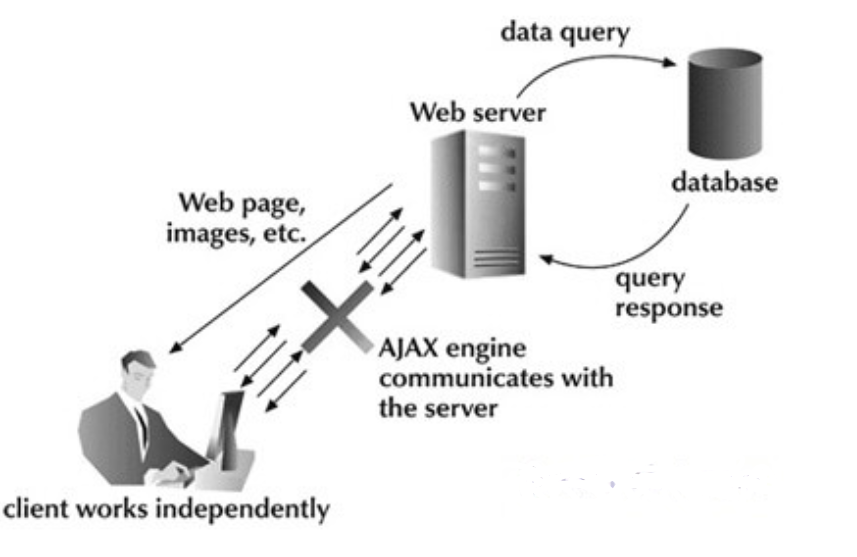 data query
Web server
database
Web page,
images, etc.
query
response
AJAX engine
communicates with
the server
client works independently